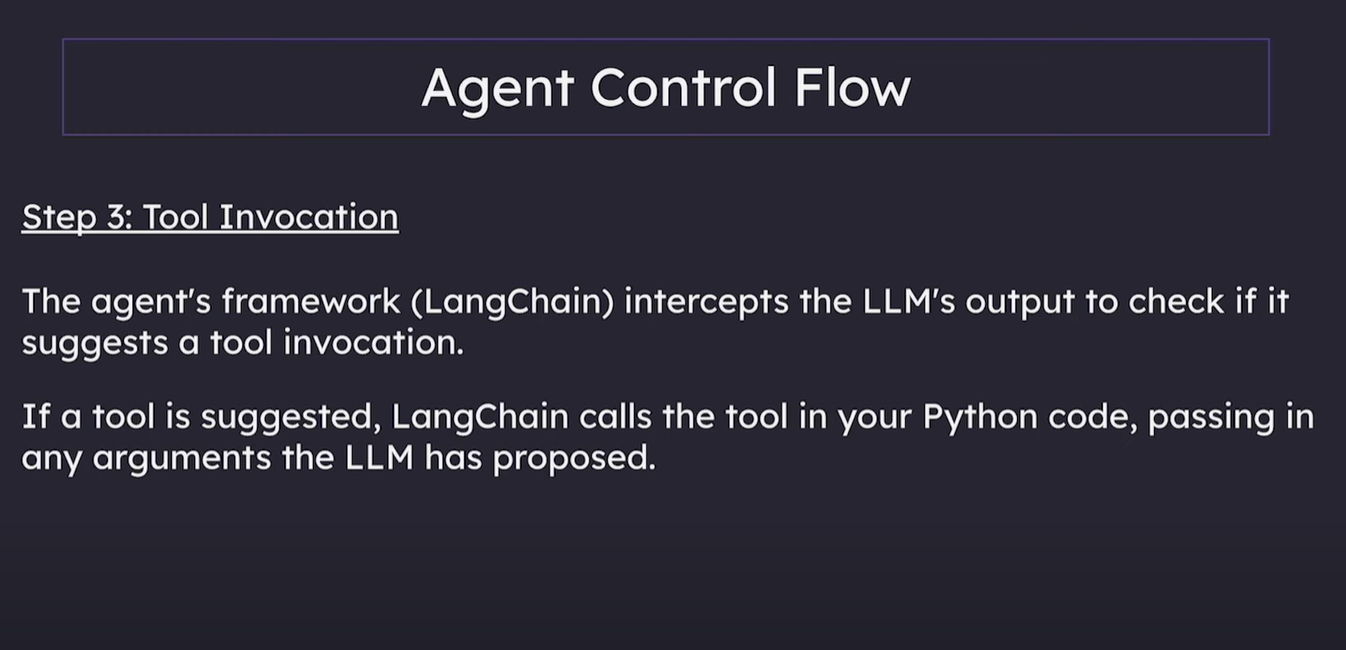 Agent Control Flow
Step 3: Tool Invocation
The agent's framework (LangChain) intercepts the LLM's output to check if it
suggests a tool invocation.
If a tool is suggested, LangChain calls the tool in your Python code, passing in
any arguments the LLM has proposed.